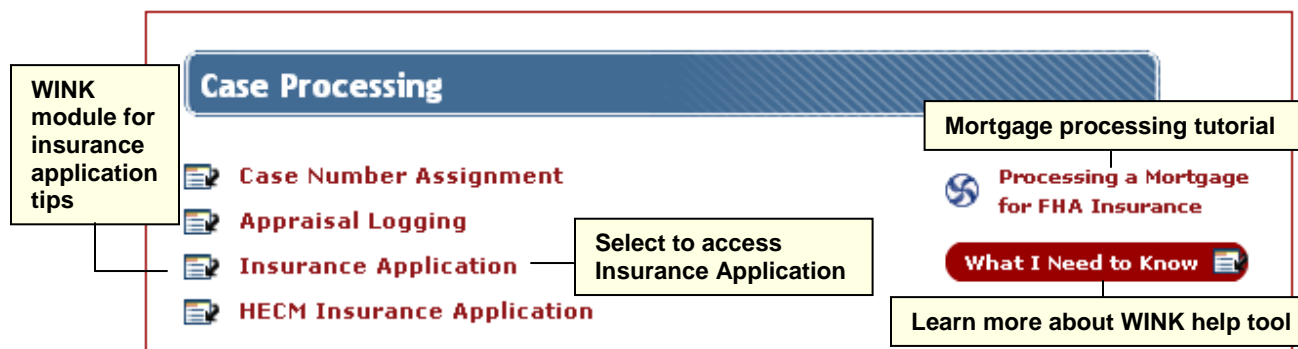 Case Processing
WINK
module for
insurance
application
tips
Mortgage processing tutorial
Case Number Assignment
Processing a Mortgage
for FHA Insurance
Appraisal Logging
Select to access
Insurance Application
Insurance Application
What I Need to Know
HECM Insurance Application
Learn more about WINK help tool